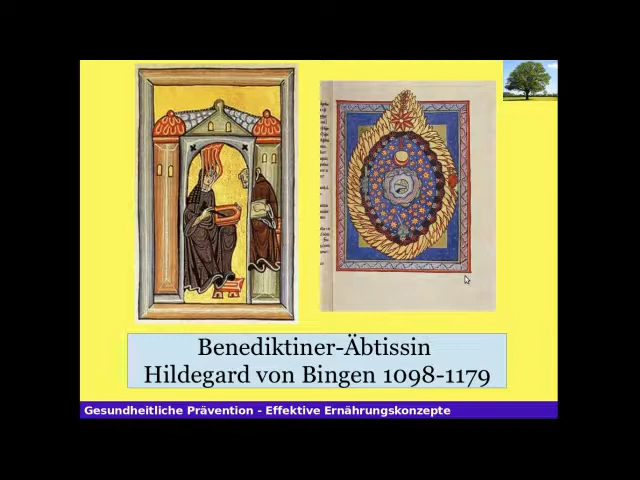 Benediktiner-Äbtissin
Hildegard von Bingen 1098-1179
Gesundheitliche Prävention - Effektive Ernährungskonzepte